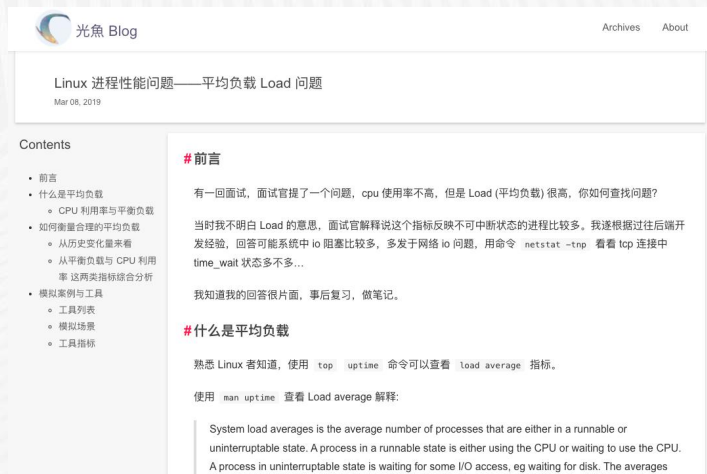 光魚 Blog
Archives About
Linux 进程性能问题——平均负载 Load 问题
Mar 08, 2019
Contents
前言
什么是平均负载
CPU 利用率与平衡负载
如何衡量合理的平均负载
从历史变化量来看
从平衡负载与 CPU 利用
率 这两类指标综合分析
模拟案例与工具
工具列表
模拟场景
工具指标
#前言
有一回面试，面试官提了一个问题，cpu 使用率不高，但是 Load (平均负载) 很高，你如何查找问题?
当时我不明白 Load 的意思，面试官解释说这个指标反映不可中断状态的进程比较多。我遂根据过往后端开
发经验，回答可能系统中 io 阻塞比较多，多发于网络 io 问题，用命令 netstat -tnp 看看 tcp 连接中
time_wait 状态多不多…
我知道我的回答很片面，事后复习，做笔记。
#什么是平均负载
熟悉 Linux 者知道，使用 top uptime 命令可以查看 load average 指标。
使用 man uptime 查看 Load average 解释:
System load averages is the average number of processes that are either in a runnable or
uninterruptable state. A process in a runnable state is either using the CPU or waiting to use the CPU.
A process in uninterruptable state is waiting for some I/O access, eg waiting for disk. The averages